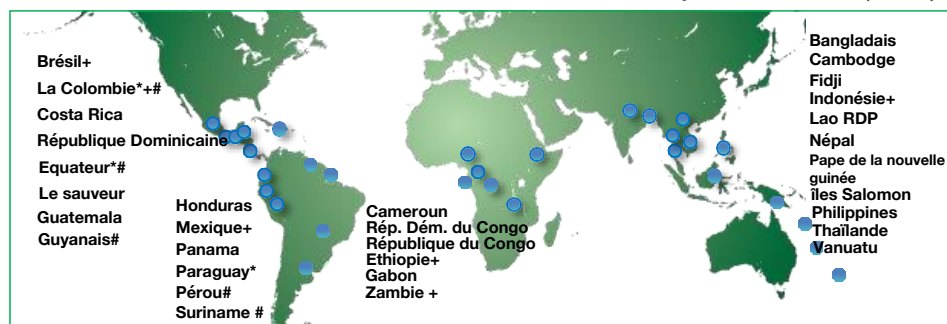 Brésil+
La Colombie*+#
Costa Rica
République Dominicaine
Equateur*#
Le sauveur
Guatemala
Guyanais#
Honduras
Mexique+
Panama
Paraguay*
Pérou#
Suriname #
Cameroun
Rép. Dém. du Congo
République du Congo
Ethiopie+
Gabon
Zambie +
Bangladais
Cambodge
Fidji
Indonésie+
Lao RDP
Népal
Pape de la nouvelle
guinée
îles Salomon
Philippines
Thaïlande
Vanuatu